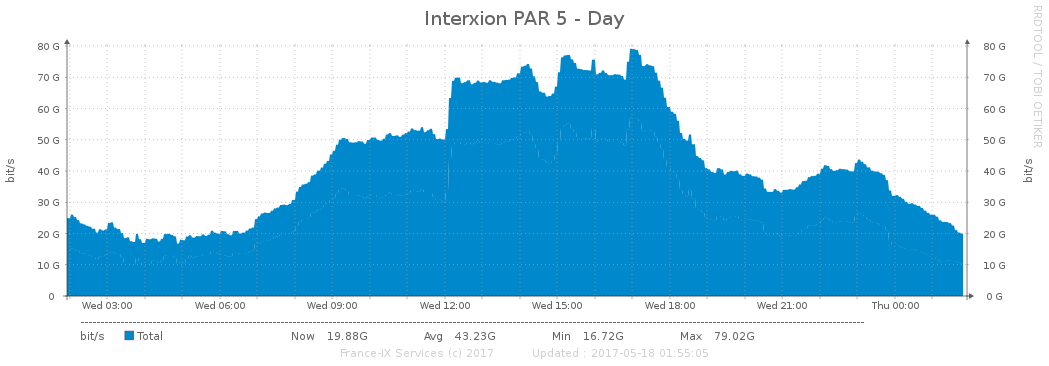 Interxion PAR 5 - Day
RRDTOOL / TOBI OETIKER
80 G 80 G
70 G 70 G
60 G 60 G
50 G 50 G
40 G 40 G
30 G 30 G
20 G 20 G
10 G 10 G
0 0 G
bit/s
bit/s
Wed 03:00 Wed 06:00 Wed 09:00 Wed 12:00 Wed 15:00 Wed 18:00 Wed 21:00 Thu 00:00
bit/s Total Now 19.88G Avg 43.23G Min 16.72G Max 79.02G
France-IX Services (c) 2017 Updated : 2017-05-18 01:55:05